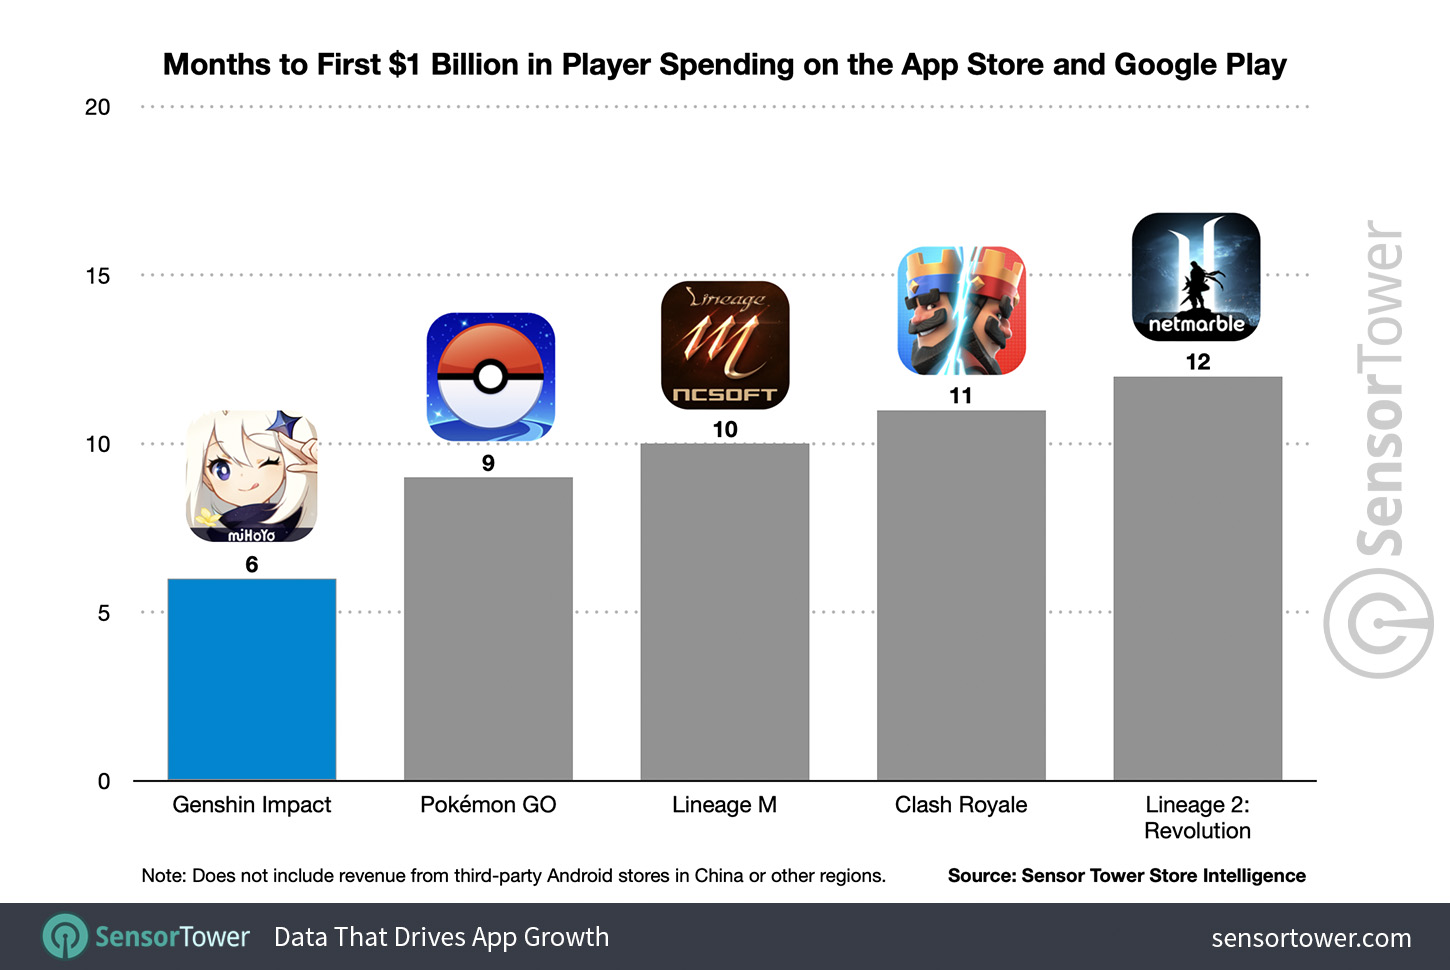 Months to First $1 Billion in Player Spending on the App Store and Google Play
20
15
10
5
0
miHoYo
6
9
Lineage
M
NCSOFT
10
11
netmarble
12
Genshin Impact
Pokémon GO
Lineage M
Clash Royale
Lineage 2:
Revolution
Note: Does not include revenue from third-party Android stores in China or other regions.
Source: Sensor Tower Store Intelligence
SensorTower
SensorTower
Data That Drives App Growth
sensortower.com